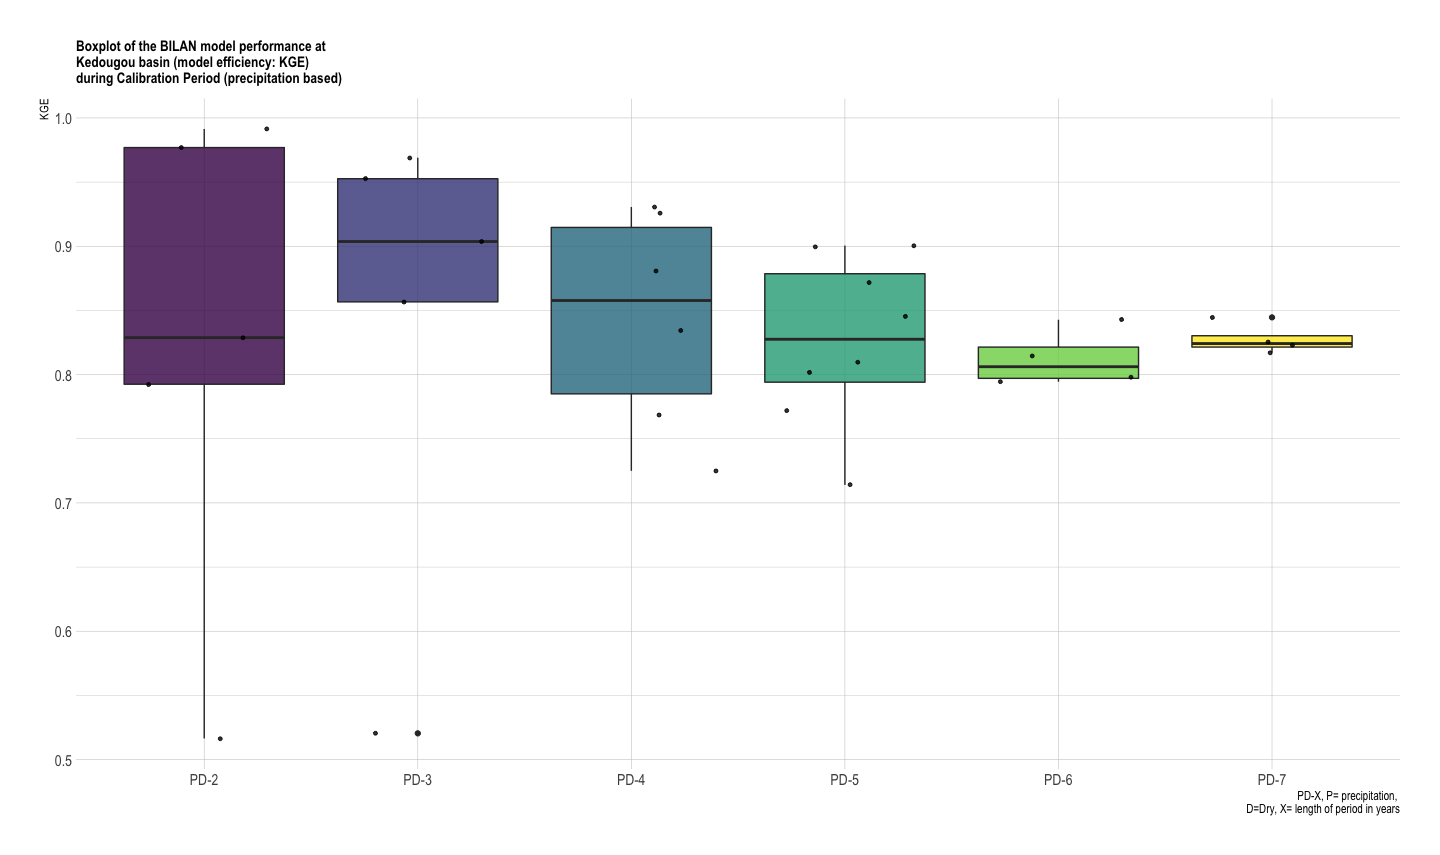 Boxplot of the BILAN model performance at
Kedougou basin (model efficiency: KGE)
during Calibration Period (precipitation based)
KGE
1.0
0.9
0.8
0.7
0.6
0.5
PD-2
PD-3
PD-4
PD-5
PD-6
PD-7
PD-X, P= precipitation,
D=Dry, X= length of period in years